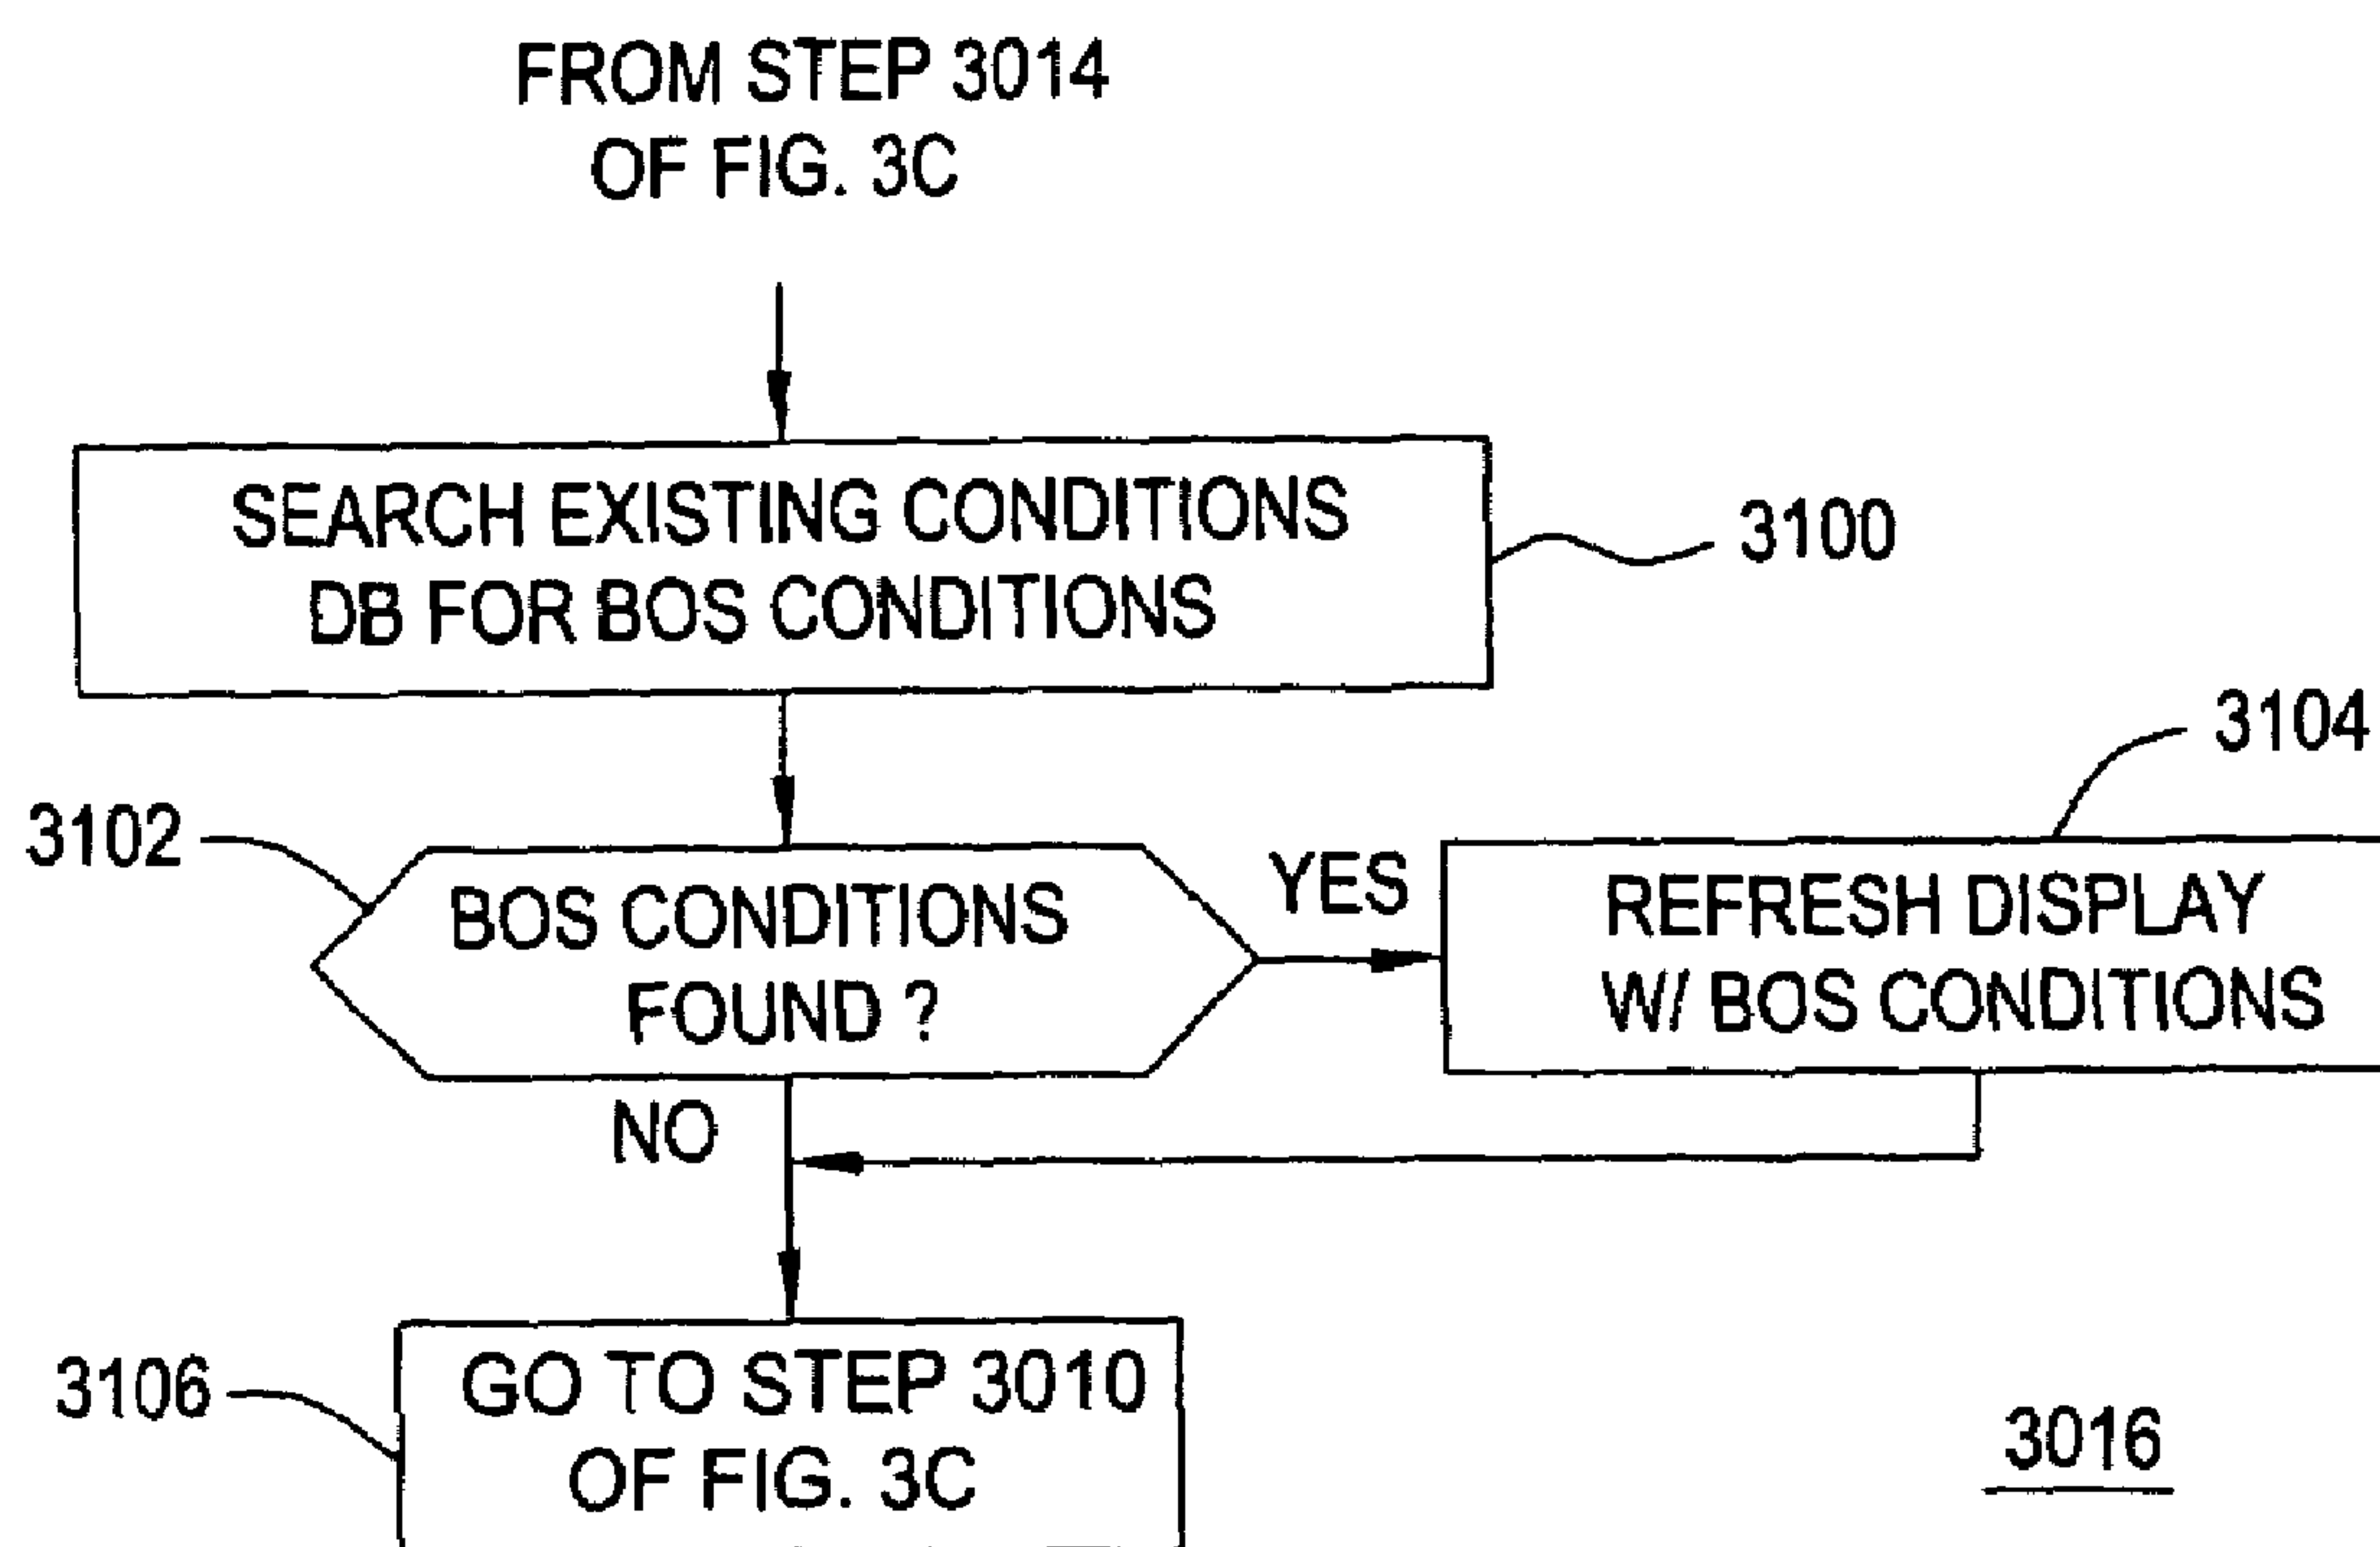 FROM STEP 3014
OF FIG. 3C
SEARCH EXISTING CONDITIONS
DB FOR BOS CONDITIONS
3100
3104
3102
BOS CONDITIONS
FOUND ?
YES
REFRESH DISPLAY
W/ BOS CONDITIONS
NO
3106
GO TO STEP 3010
OF FIG. 3C
3016